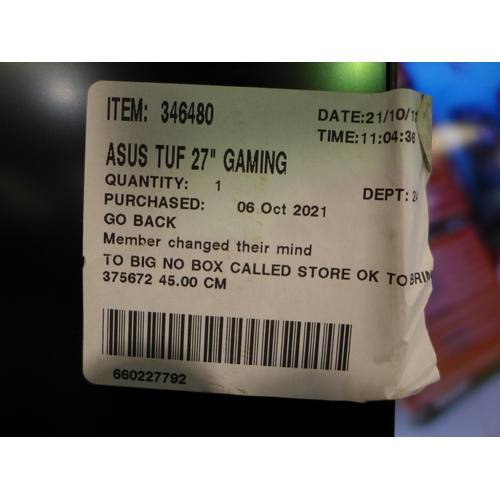 ITEM: 346480
DATE:21/10/
TIME:11:04:36
ASUS TUF 27" GAMING
QUANTITY: 1
DEPT:
PURCHASED: 06 Oct 2021
GO BACK
Member changed their mind
TO BIG NO BOX CALLED STORE OK TO
375672 45.00 CM
660227792